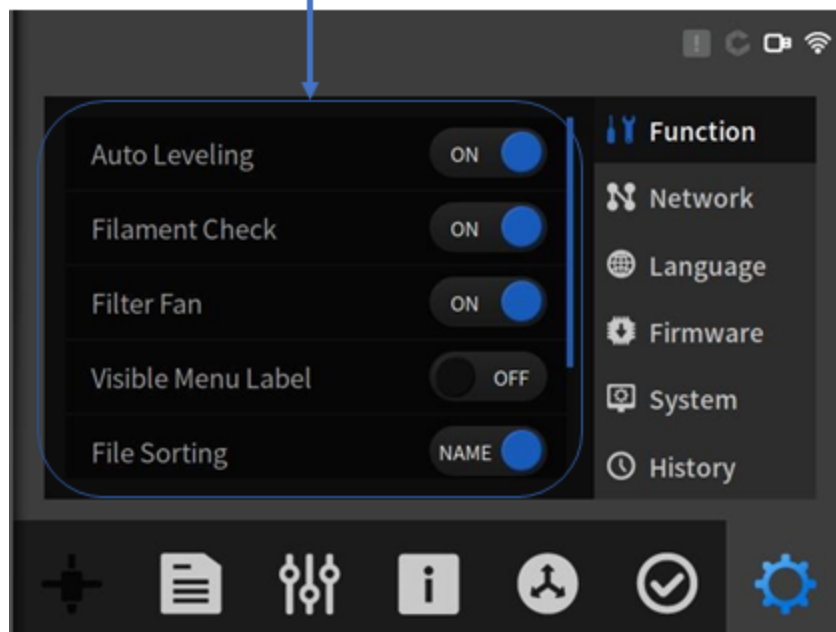 Auto Leveling ON
Filament Check ON
Filter Fan ON
Visible Menu Label OFF
File Sorting NAME
Function
Network
Language
Firmware
System
History